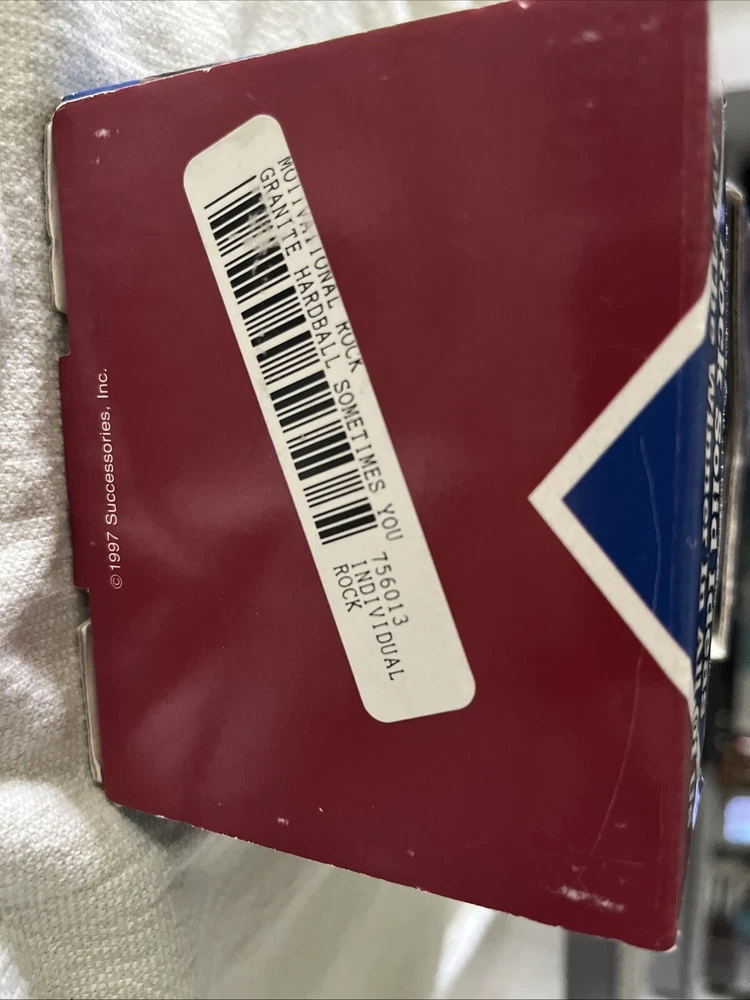 MOTIVATIONAL ROCK
GRANITE HARDBALL SOMETIMES YOU
756013
INDIVIDUAL
ROCK
©1997 Successories, Inc.